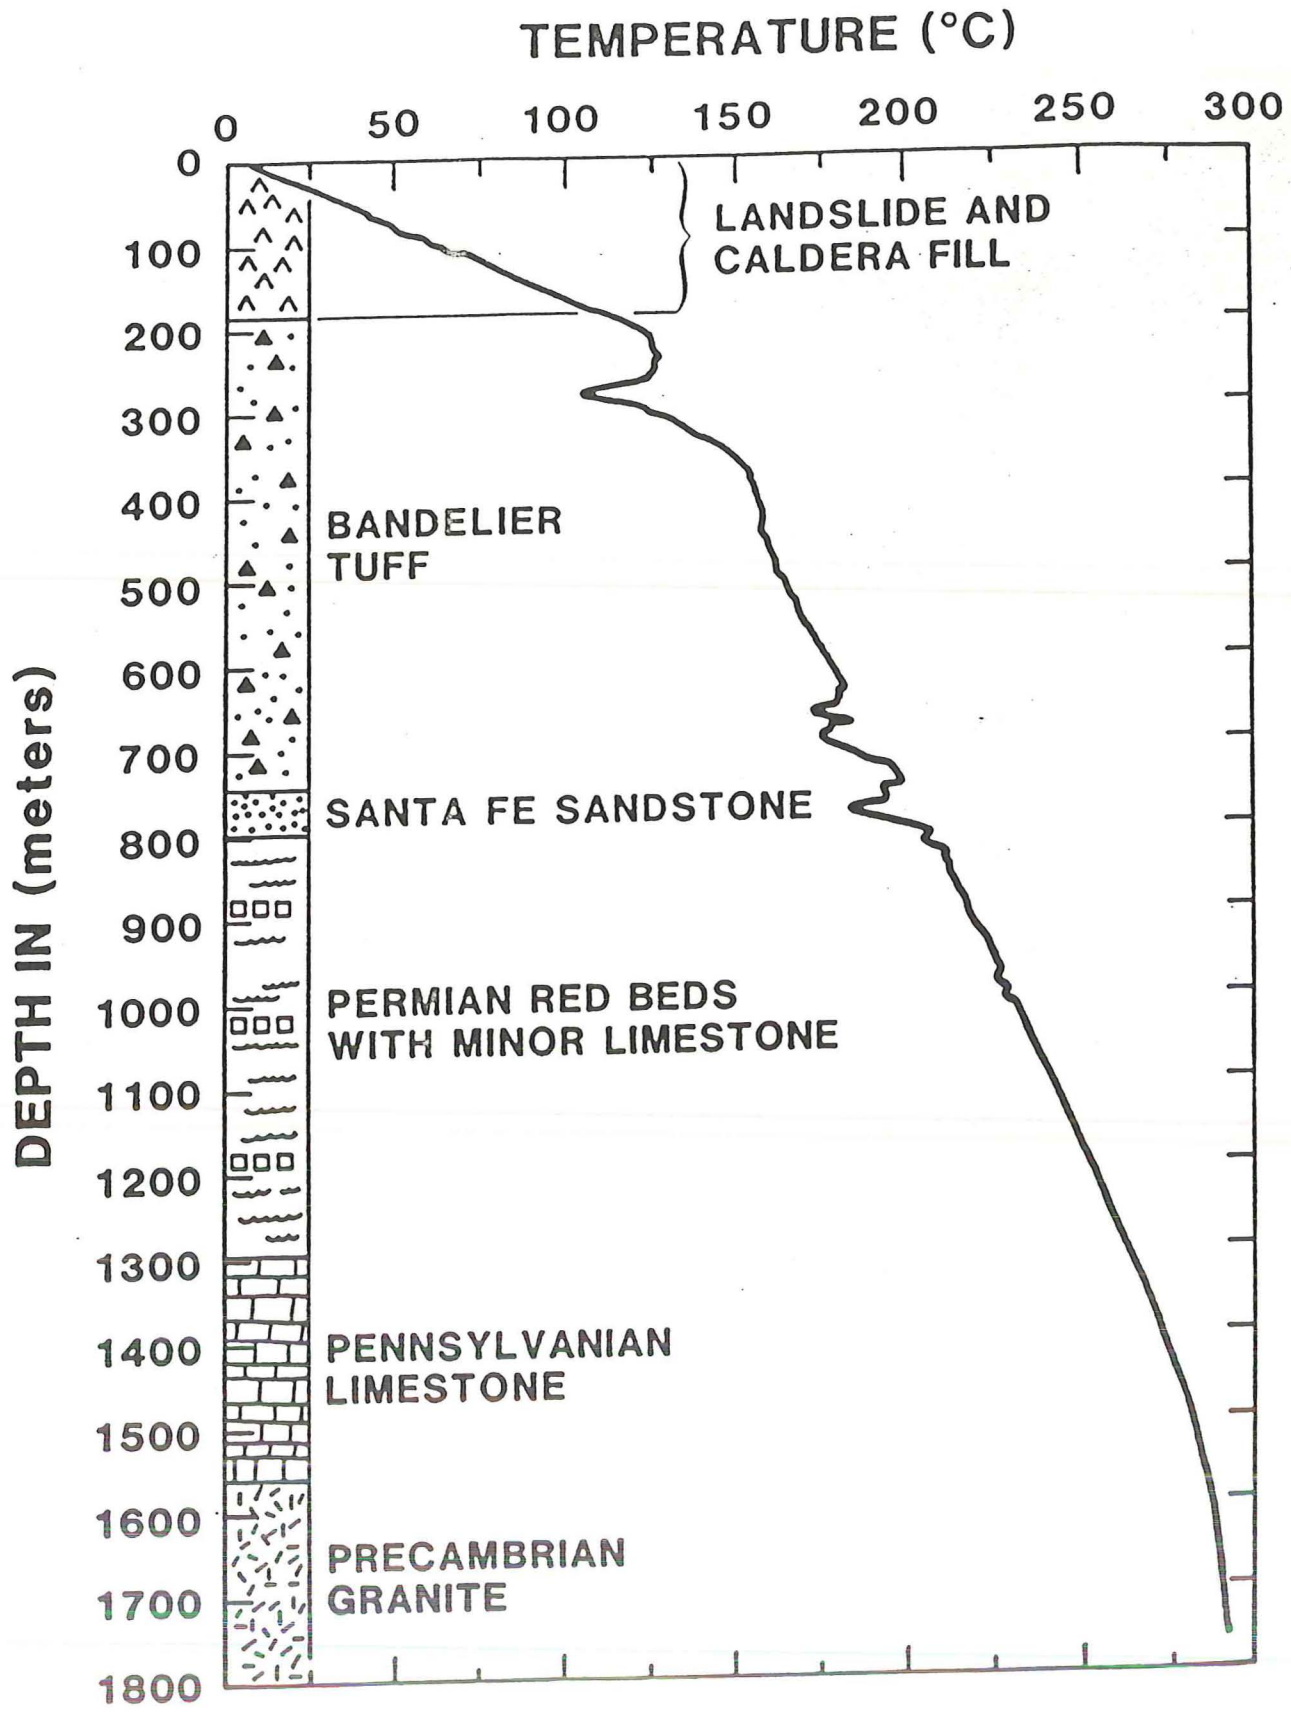 TEMPERATURE (°C)
0 50 100 150 200 250 300
0
100
200
300
400
500
600
700
800
900
1000
1100
1200
1300
1400
1500
1600
1700
1800
DEPTH IN (meters)
LANDSLIDE AND
CALDERA FILL
BANDELIER
TUFF
SANTA FE SANDSTONE
PERMIAN RED BEDS
WITH MINOR LIMESTONE
PENNSYLVANIAN
LIMESTONE
PRECAMBRIAN
GRANITE